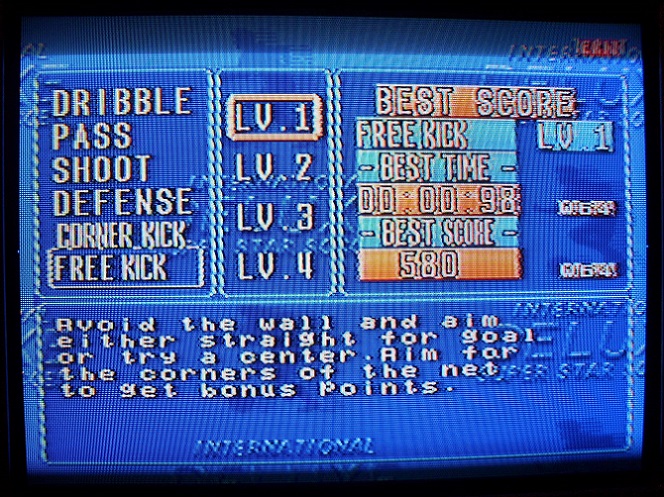 DRIBBLE
PASS
SHOOT
DEFENSE
CORNER KICK
FREE KICK
LV.1
LV.2
LV.3
LV.4
BEST SCORE
FREE KICK LV.1
- BEST TIME -
00:00:98
- BEST SCORE -
580
Avoid the wall and aim
either straight for goal
or try a center.Aim for
the corners of the net
to get bonus points.
INTERNATIONAL